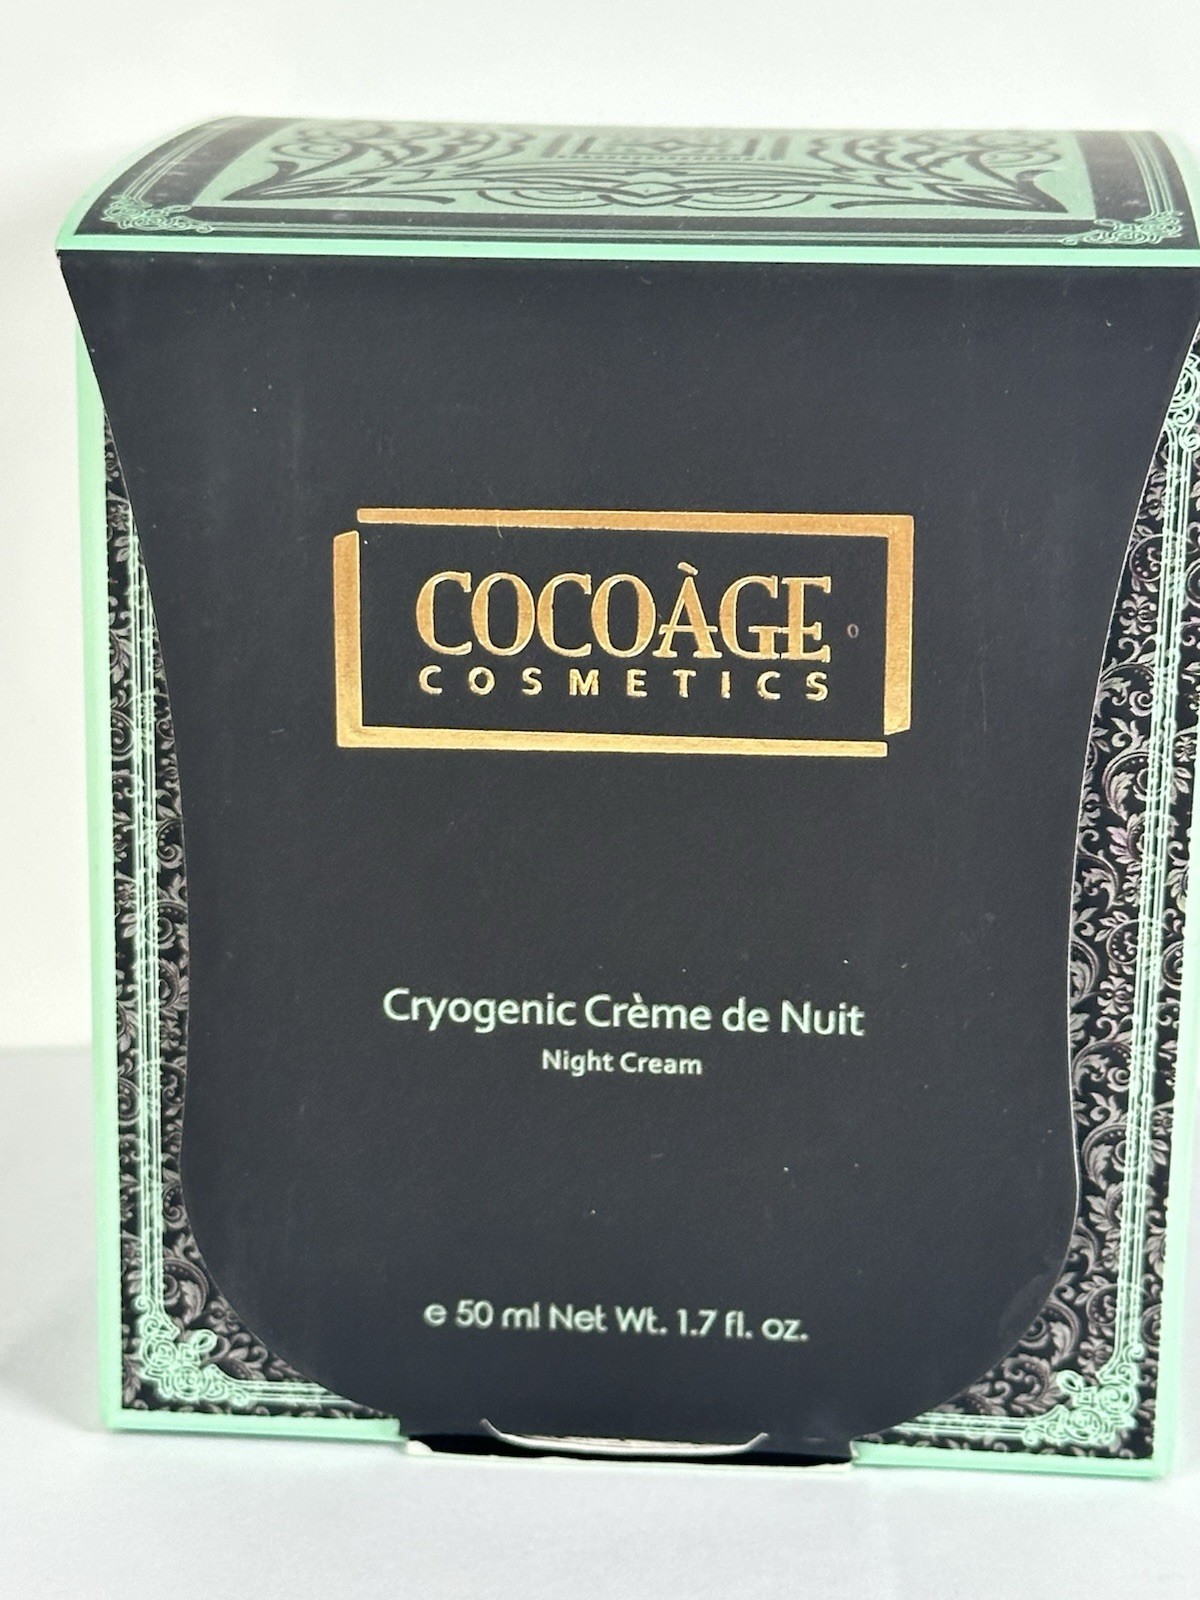 COCOÀGE
COSMETICS
Cryogenic Crème de Nuit
Night Cream
e 50 ml Net Wt. 1.7 fl. oz.